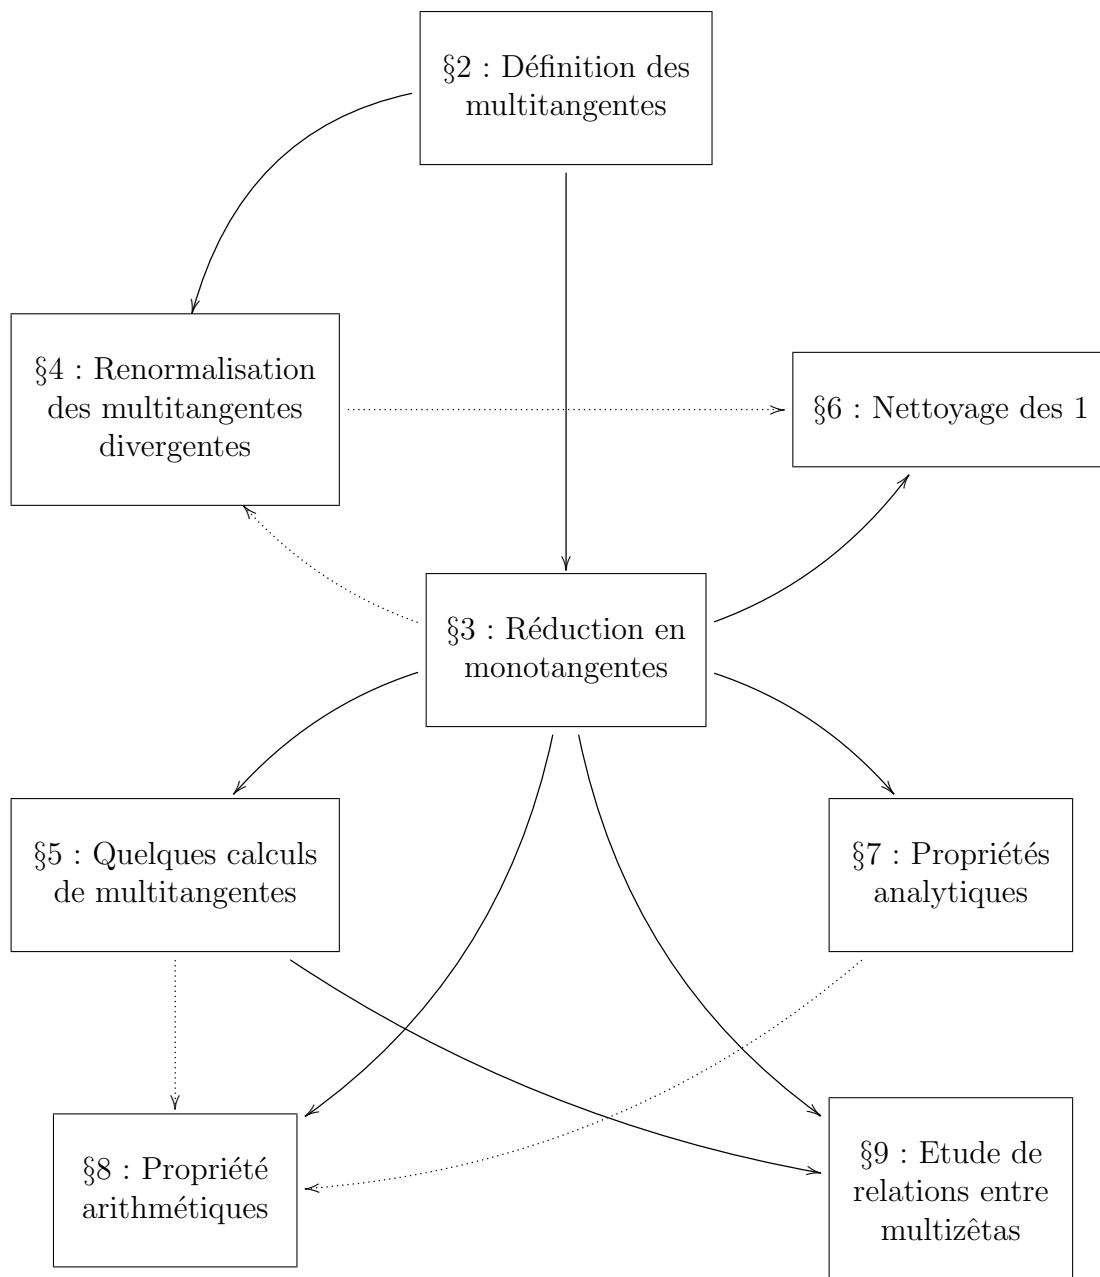 §2 : Définition des
multitangentes
§4 : Renormalisation
des multitangentes
divergentes
§6 : Nettoyage des 1
§3 : Réduction en
monotangentes
§5 : Quelques calculs
de multitangentes
§7 : Propriétés
analytiques
§8 : Propriété
arithmétiques
§9 : Etude de
relations entre
multizêtas